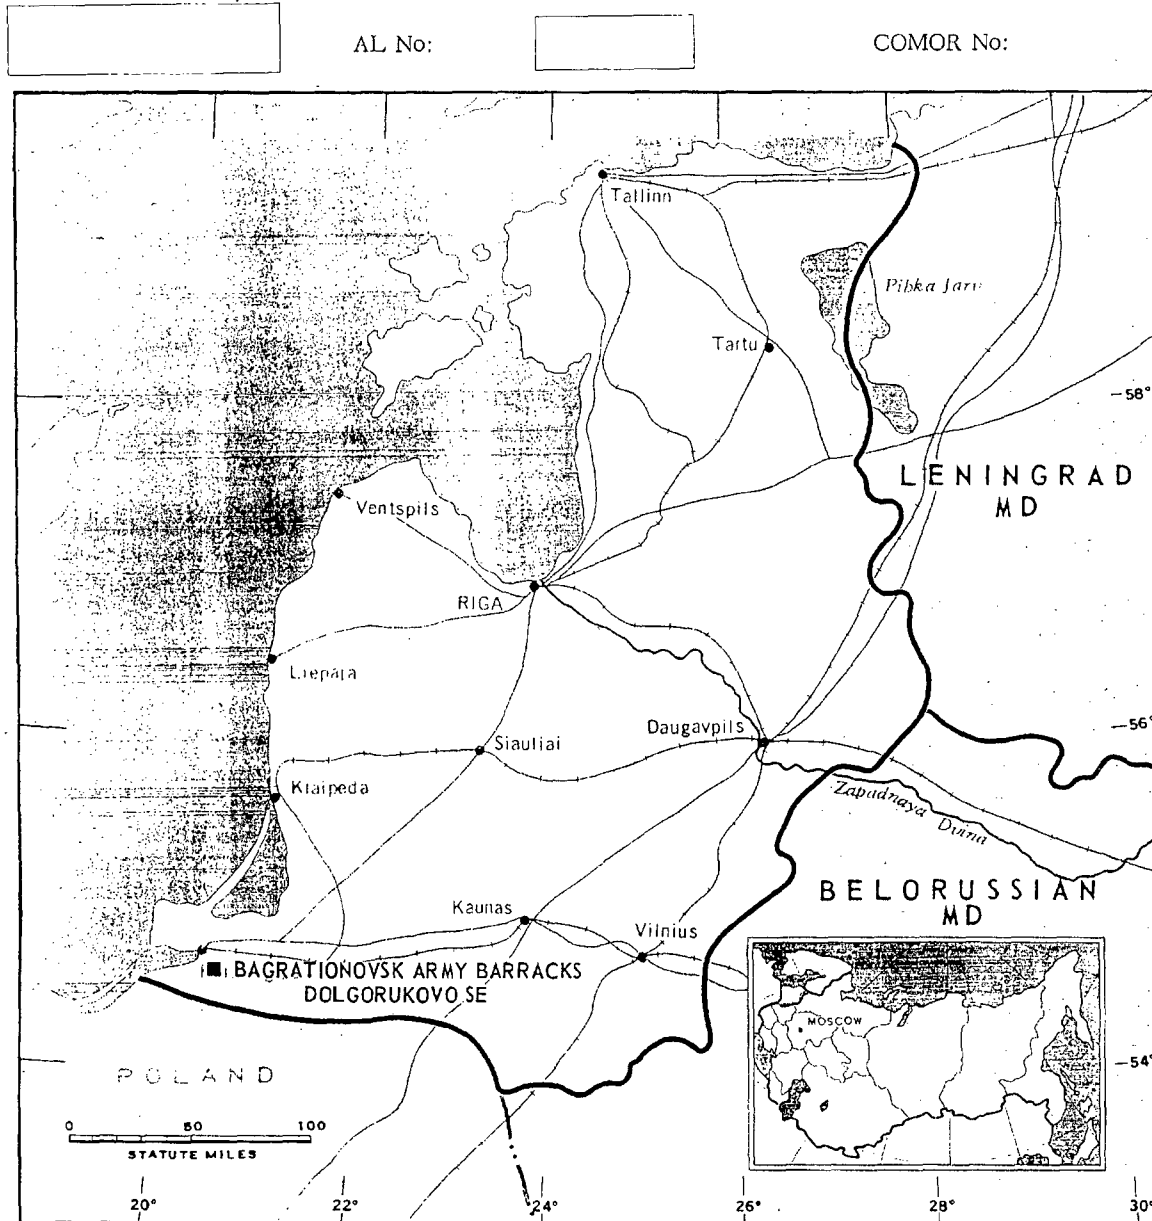 AL No:
COMOR No:
Tallinn
Pihka Jarv
Tartu
58°
LENINGRAD
MD
Ventspils
RIGA
Liepaia
Daugavpils
56°
Siauliai
Klaipeda
Zapadnaya Dvina
BELORUSSIAN
MD
Kaunas
Vilnius
BAGRATIONOVSK ARMY BARRACKS
DOLGORUKOVO SE
MOSCOW
POLAND
54°
0 50 100
STATUTE MILES
20° 22° 24° 26° 28° 30°